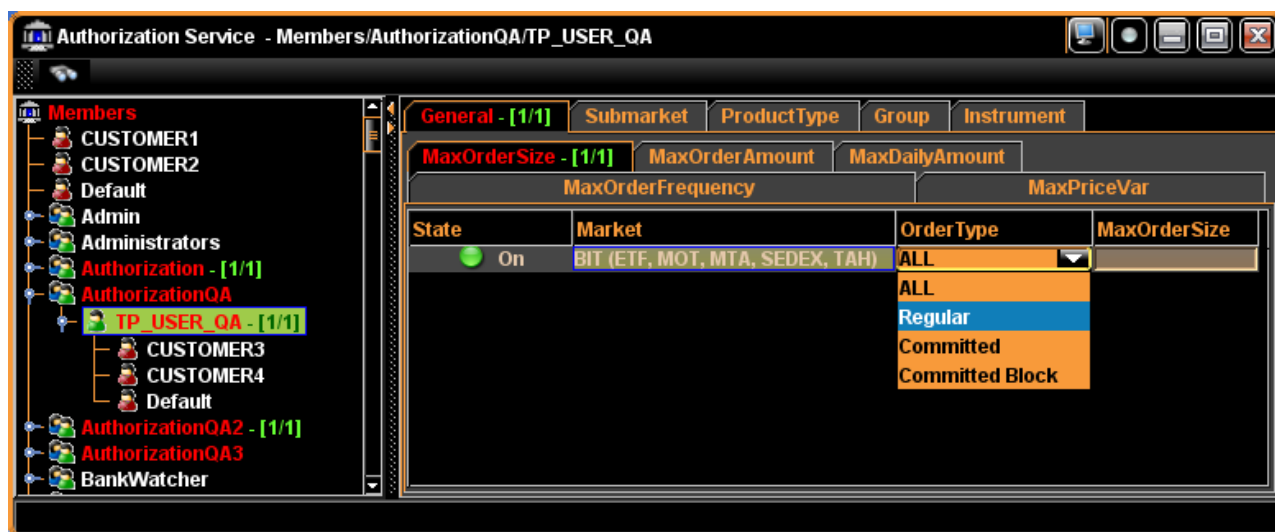 Authorization Service - Members/AuthorizationQA/TP_USER_QA
Members
CUSTOMER1
CUSTOMER2
Default
Admin
Administrators
Authorization - [1/1]
AuthorizationQA
TP_USER_QA - [1/1]
CUSTOMER3
CUSTOMER4
Default
AuthorizationQA2 - [1/1]
AuthorizationQA3
BankWatcher
General - [1/1] Submarket ProductType Group Instrument
MaxOrderSize - [1/1] MaxOrderAmount MaxDailyAmount
MaxOrderFrequency MaxPriceVar
State Market OrderType MaxOrderSize
On BIT (ETF, MOT, MTA, SEDEX, TAH) ALL
ALL
Regular
Committed
Committed Block